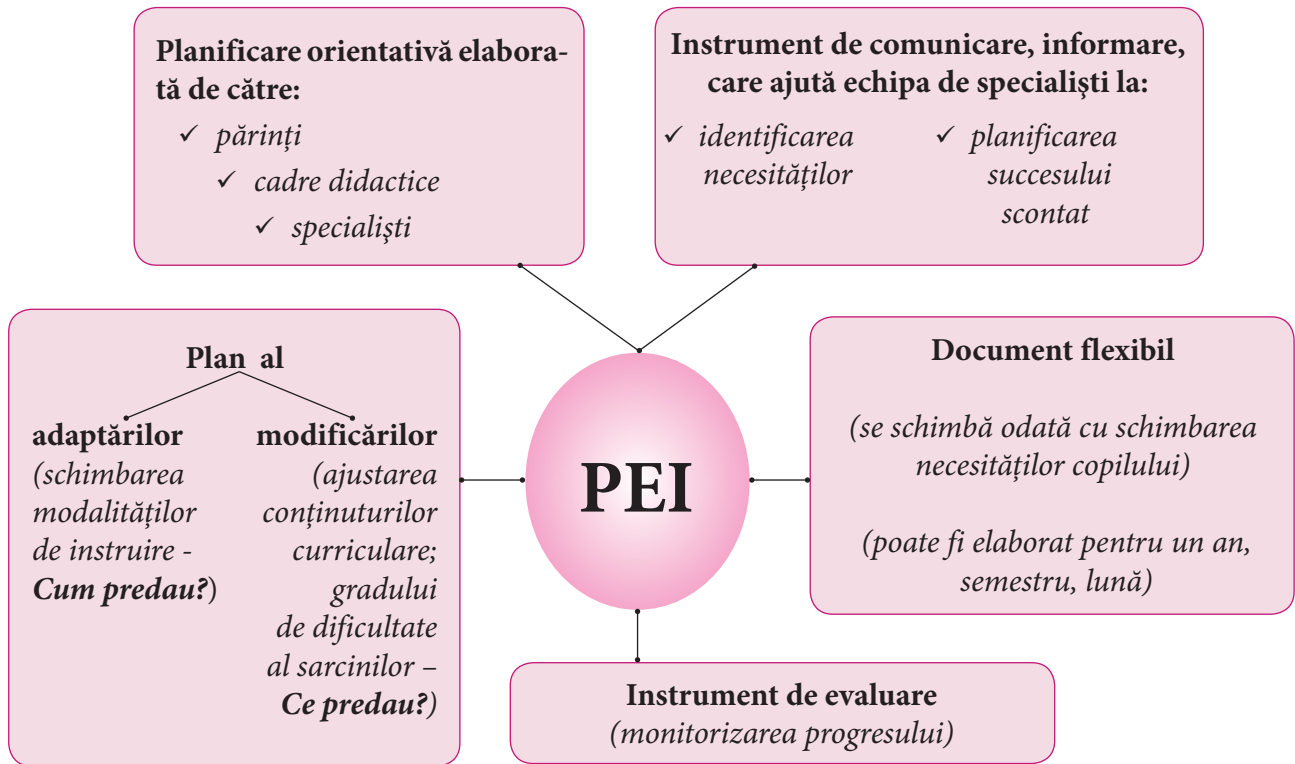 Planificare orientativă elabora-
tă de către:
✓ părinți
✓ cadre didactice
✓ specialişti
Instrument de comunicare, informare,
care ajută echipa de specialişti la:
✓ identificarea
necesităților
✓ planificarea
succesului
scontat
Plan al
adaptărilor
(schimbarea
modalităților
de instruire -
Cum predau?)
modificărilor
(ajustarea
conținuturilor
curriculare;
gradului
de dificultate
al sarcinilor –
Ce predau?)
PEI
Document flexibil
(se schimbă odată cu schimbarea
necesităților copilului)
(poate fi elaborat pentru un an,
semestru, lună)
Instrument de evaluare
(monitorizarea progresului)